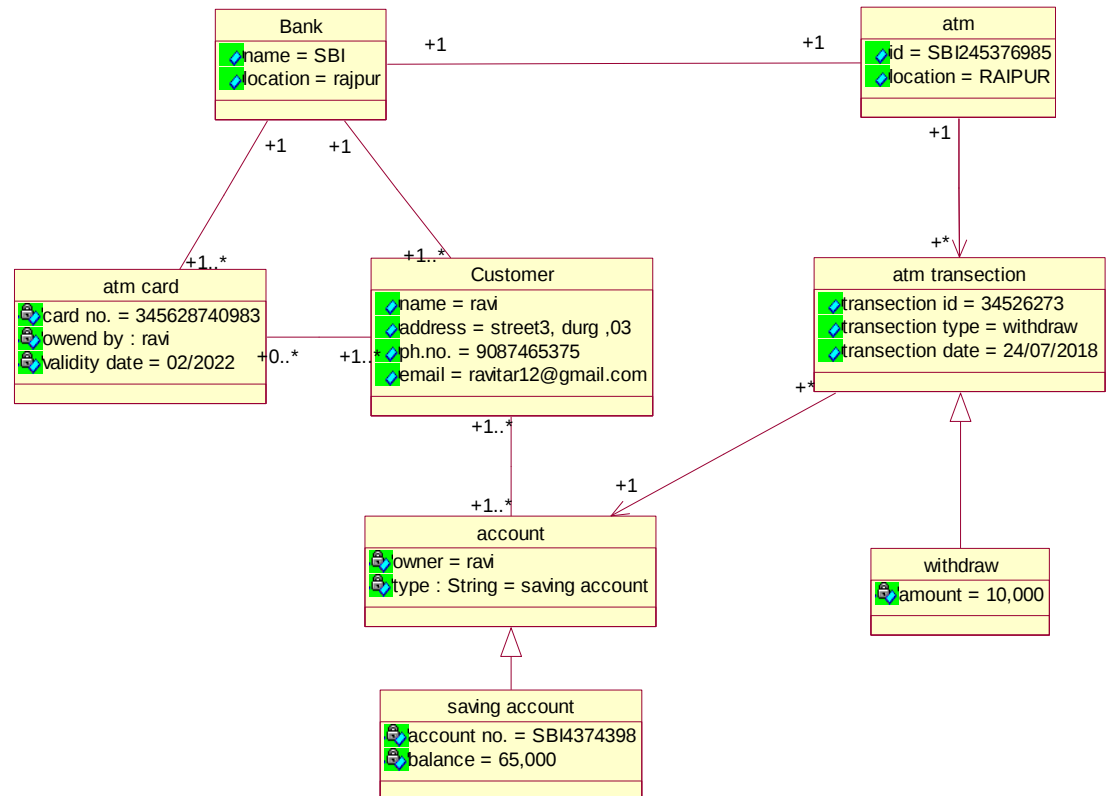 Bank
name = SBI
location = rajpur
atm
id = SBI245376985
location = RAIPUR
+1
+1
+1
+1
+1
+1..*
+1..*
+*
atm card
card no. = 345628740983
owend by : ravi
validity date = 02/2022
Customer
name = ravi
address = street3, durg ,03
ph.no. = 9087465375
email = ravitar12@gmail.com
atm transection
transection id = 34526273
transection type = withdraw
transection date = 24/07/2018
+0..*
+1..*
+*
+1..*
+1
+1..*
account
owner = ravi
type : String = saving account
withdraw
amount = 10,000
saving account
account no. = SBI4374398
balance = 65,000